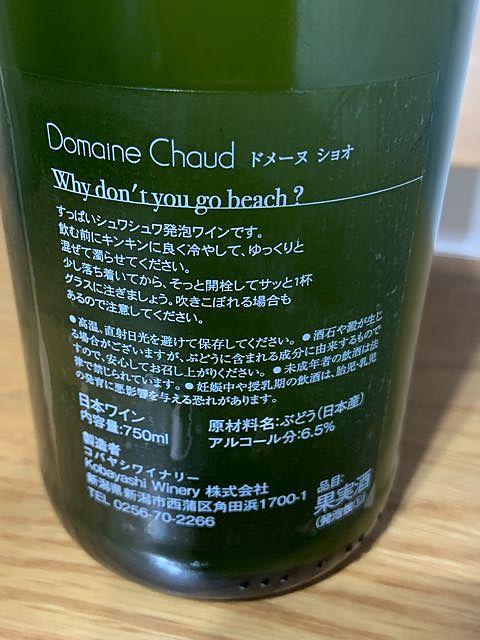 Domaine Chaud ドメーヌ ショオ
Why don't you go beach ?
すっぱいシュワシュワ発泡ワインです。
飲む前にキンキンに良く冷やして、ゆっくりと
混ぜて濁らせてください。
少し落ち着いてから、そっと開栓してサッと1杯
グラスに注ぎましょう。吹きこぼれる場合も
あるので注意してください。
●高温、直射日光を避けて保存してください。●酒石や澱が生じ
る場合がございますが、ぶどうに含まれる成分に由来するもので
すので、安心してお召し上がりください。●未成年者の飲酒は法
律で禁じられています。●妊娠中や授乳期の飲酒は、胎児・乳児
の発育に悪影響を与える恐れがあります。
日本ワイン
内容量:750ml
原材料名:ぶどう(日本産)
アルコール分:6.5%
製造者
コバヤシワイナリー
Kobayashi Winery 株式会社
新潟県新潟市西蒲区角田浜1700-1
TEL 0256-70-2266
品目:
果実酒